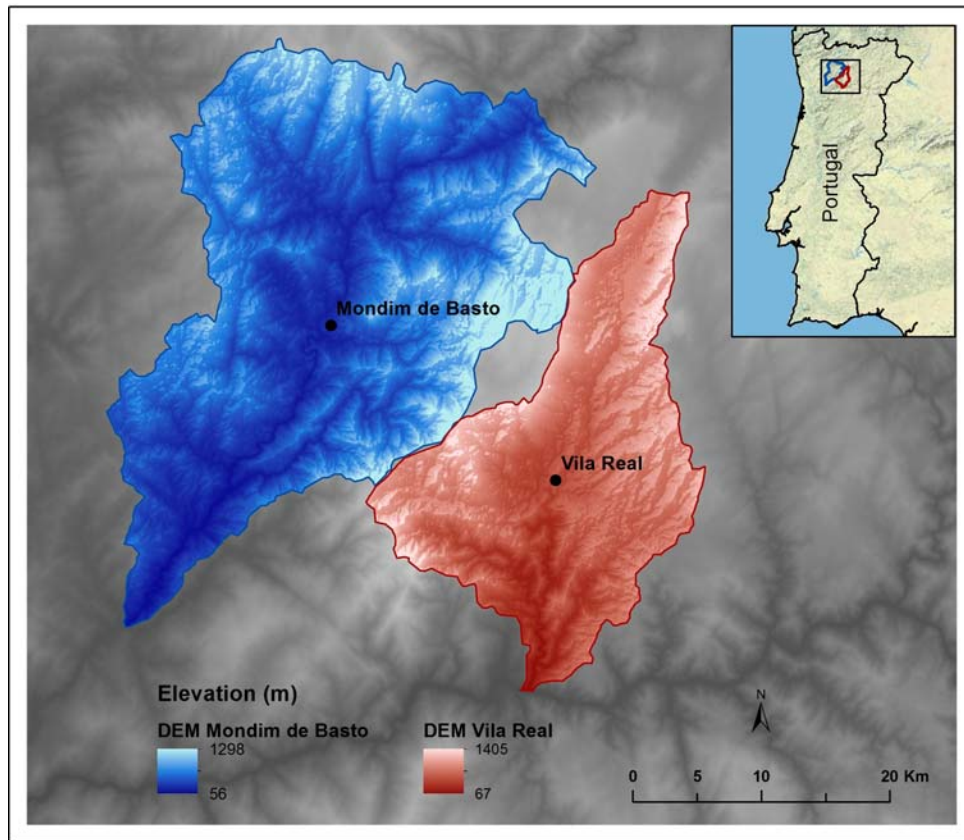 Portugal
Mondim de Basto
Vila Real
Elevation (m)
DEM Mondim de Basto
1298
56
DEM Vila Real
1405
67
N
0 5 10 20 Km